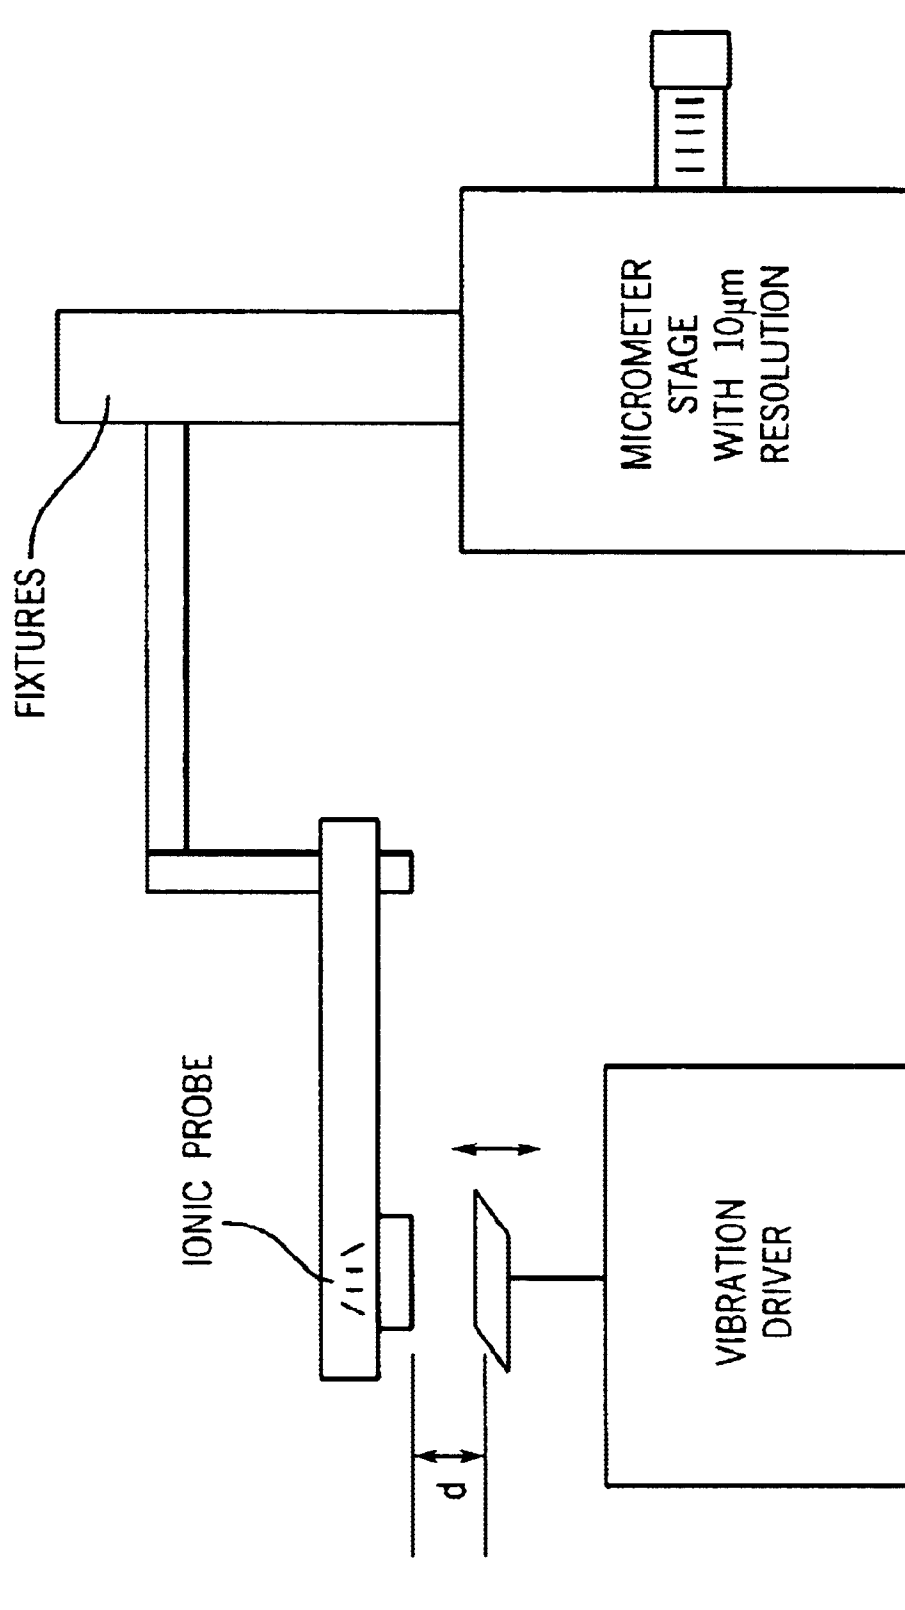 FIXTURES
IONIC PROBE
d
VIBRATION
DRIVER
MICROMETER
STAGE
WITH 10µm
RESOLUTION